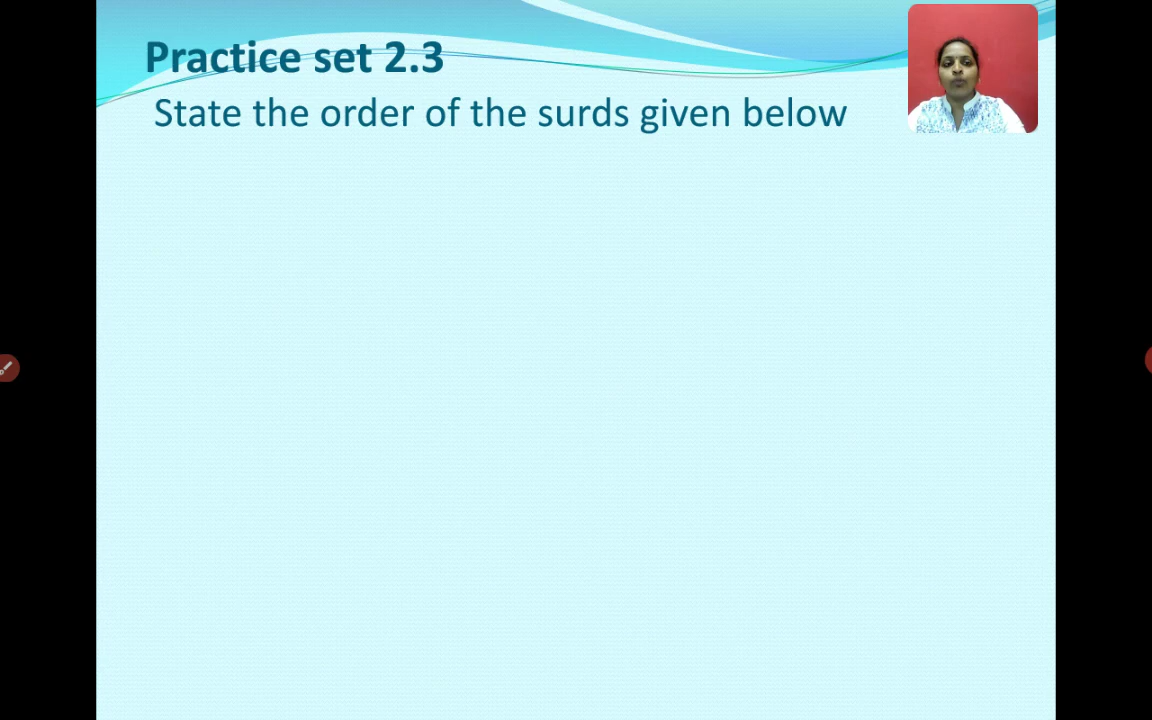 Practice set 2.3
State the order of the surds given below